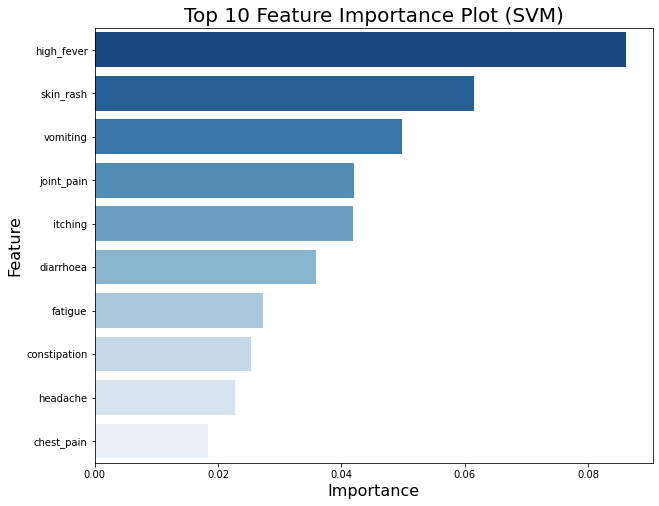 Top 10 Feature Importance Plot (SVM)
high_fever
skin_rash
vomiting
joint_pain
itching
diarrhoea
fatigue
constipation
headache
chest_pain
Feature
0.00 0.02 0.04 0.06 0.08
Importance